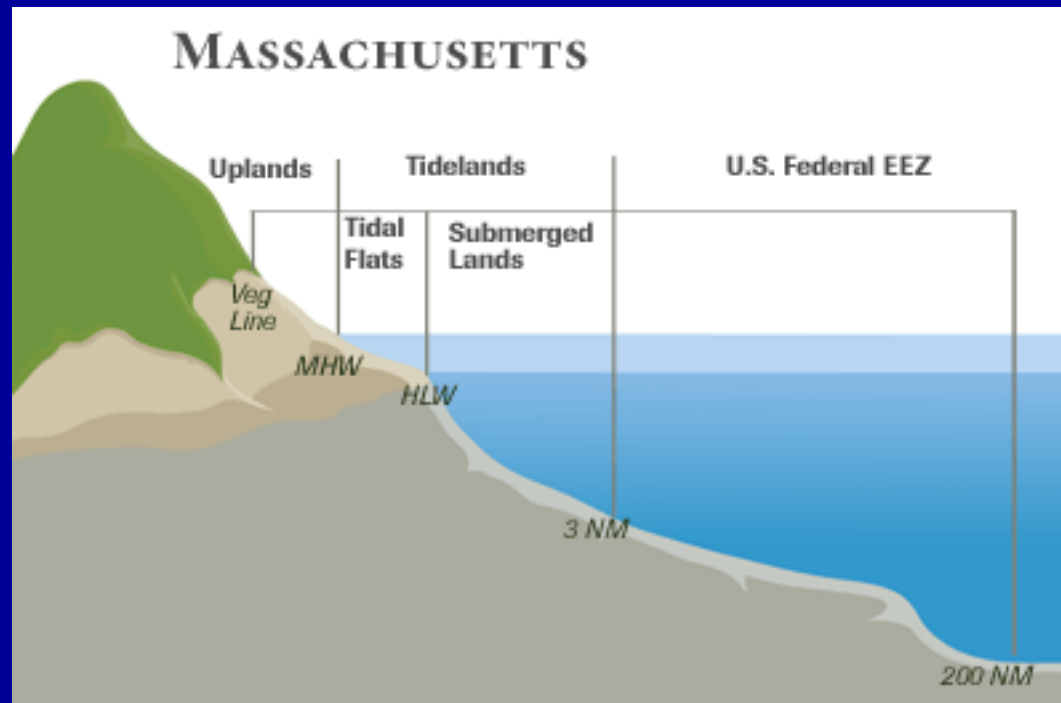 MASSACHUSETTS
Uplands
Tidelands
U.S. Federal EEZ
Tidal
Flats
Submerged
Lands
Veg
Line
MHW
HLW
3 NM
200 NM